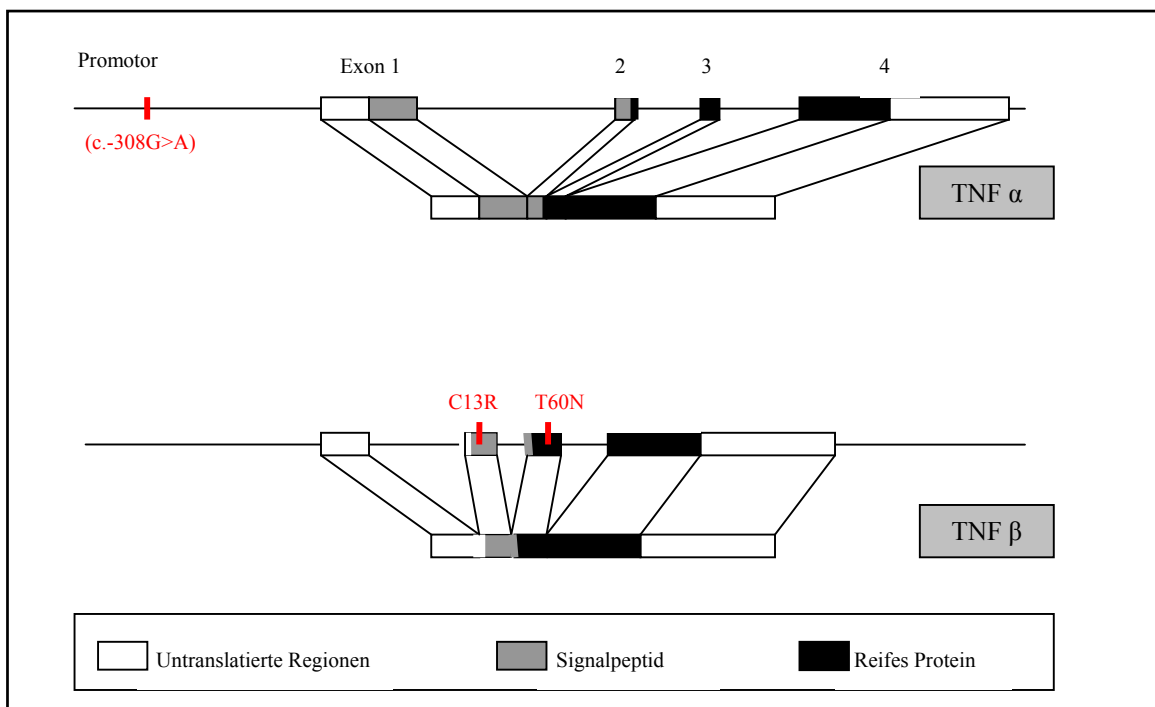 Promotor
Exon 1
2
3
4
(c.-308G>A)
TNF α
C13R
T60N
TNF β
Untranslatierte Regionen
Signalpeptid
Reifes Protein